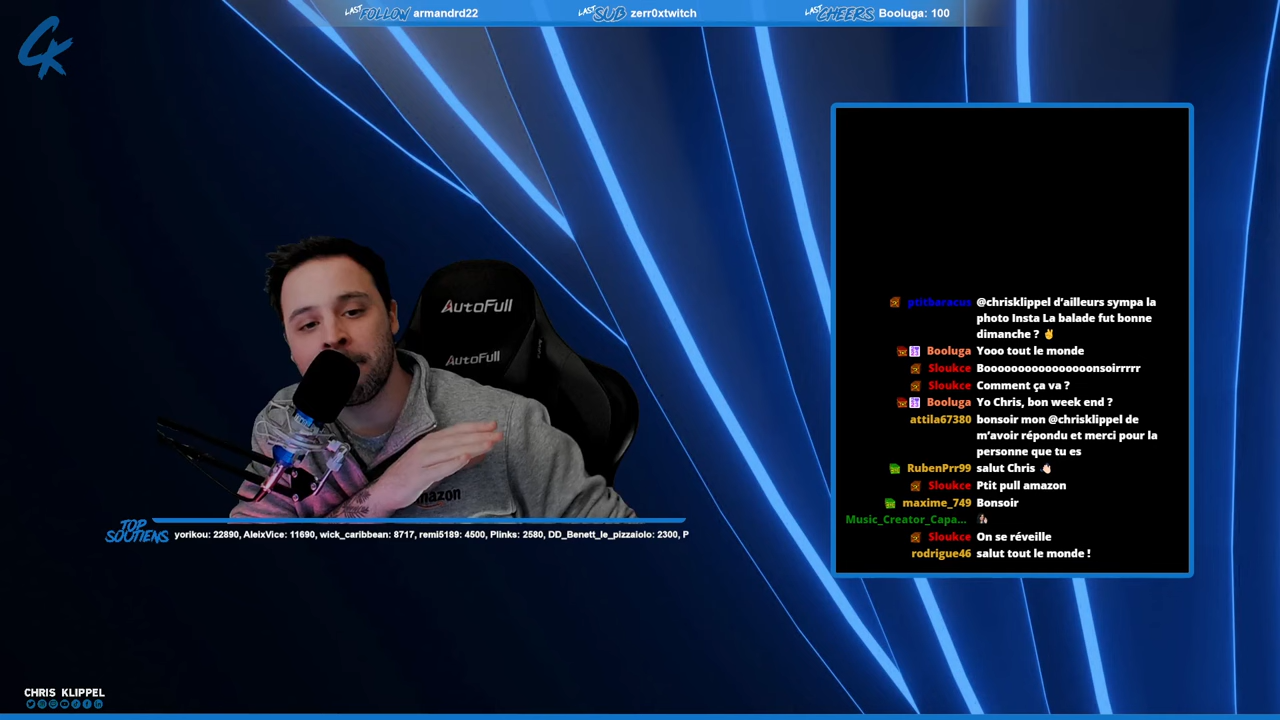 LAST FOLLOW armandrd22
LAST SUB zerr0xtwitch
LAST CHEERS Booluga: 100
CK
AutoFull
AutoFull
amazon
ptitbaracus @chrisklippel d'ailleurs sympa la
photo Insta La balade fut bonne
dimanche ? ✌
Booluga Yooo tout le monde
Sloukce Booooooooooooooooonsoirrrrr
Sloukce Comment ça va ?
Booluga Yo Chris, bon week end ?
attila67380 bonsoir mon @chrisklippel de
m'avoir répondu et merci pour la
personne que tu es
RubenPrr99 salut Chris 👋🏻
Sloukce Ptit pull amazon
maxime_749 Bonsoir
Music_Creator_Capa...
Sloukce On se réveille
rodrigue46 salut tout le monde !
TOP
SOUTIENS
yorikou: 22890, AleixVice: 11690, wick_caribbean: 8717, remi5189: 4500, Plinks: 2580, DD_Benett_le_pizzaiolo: 2300, P
CHRIS KLIPPEL